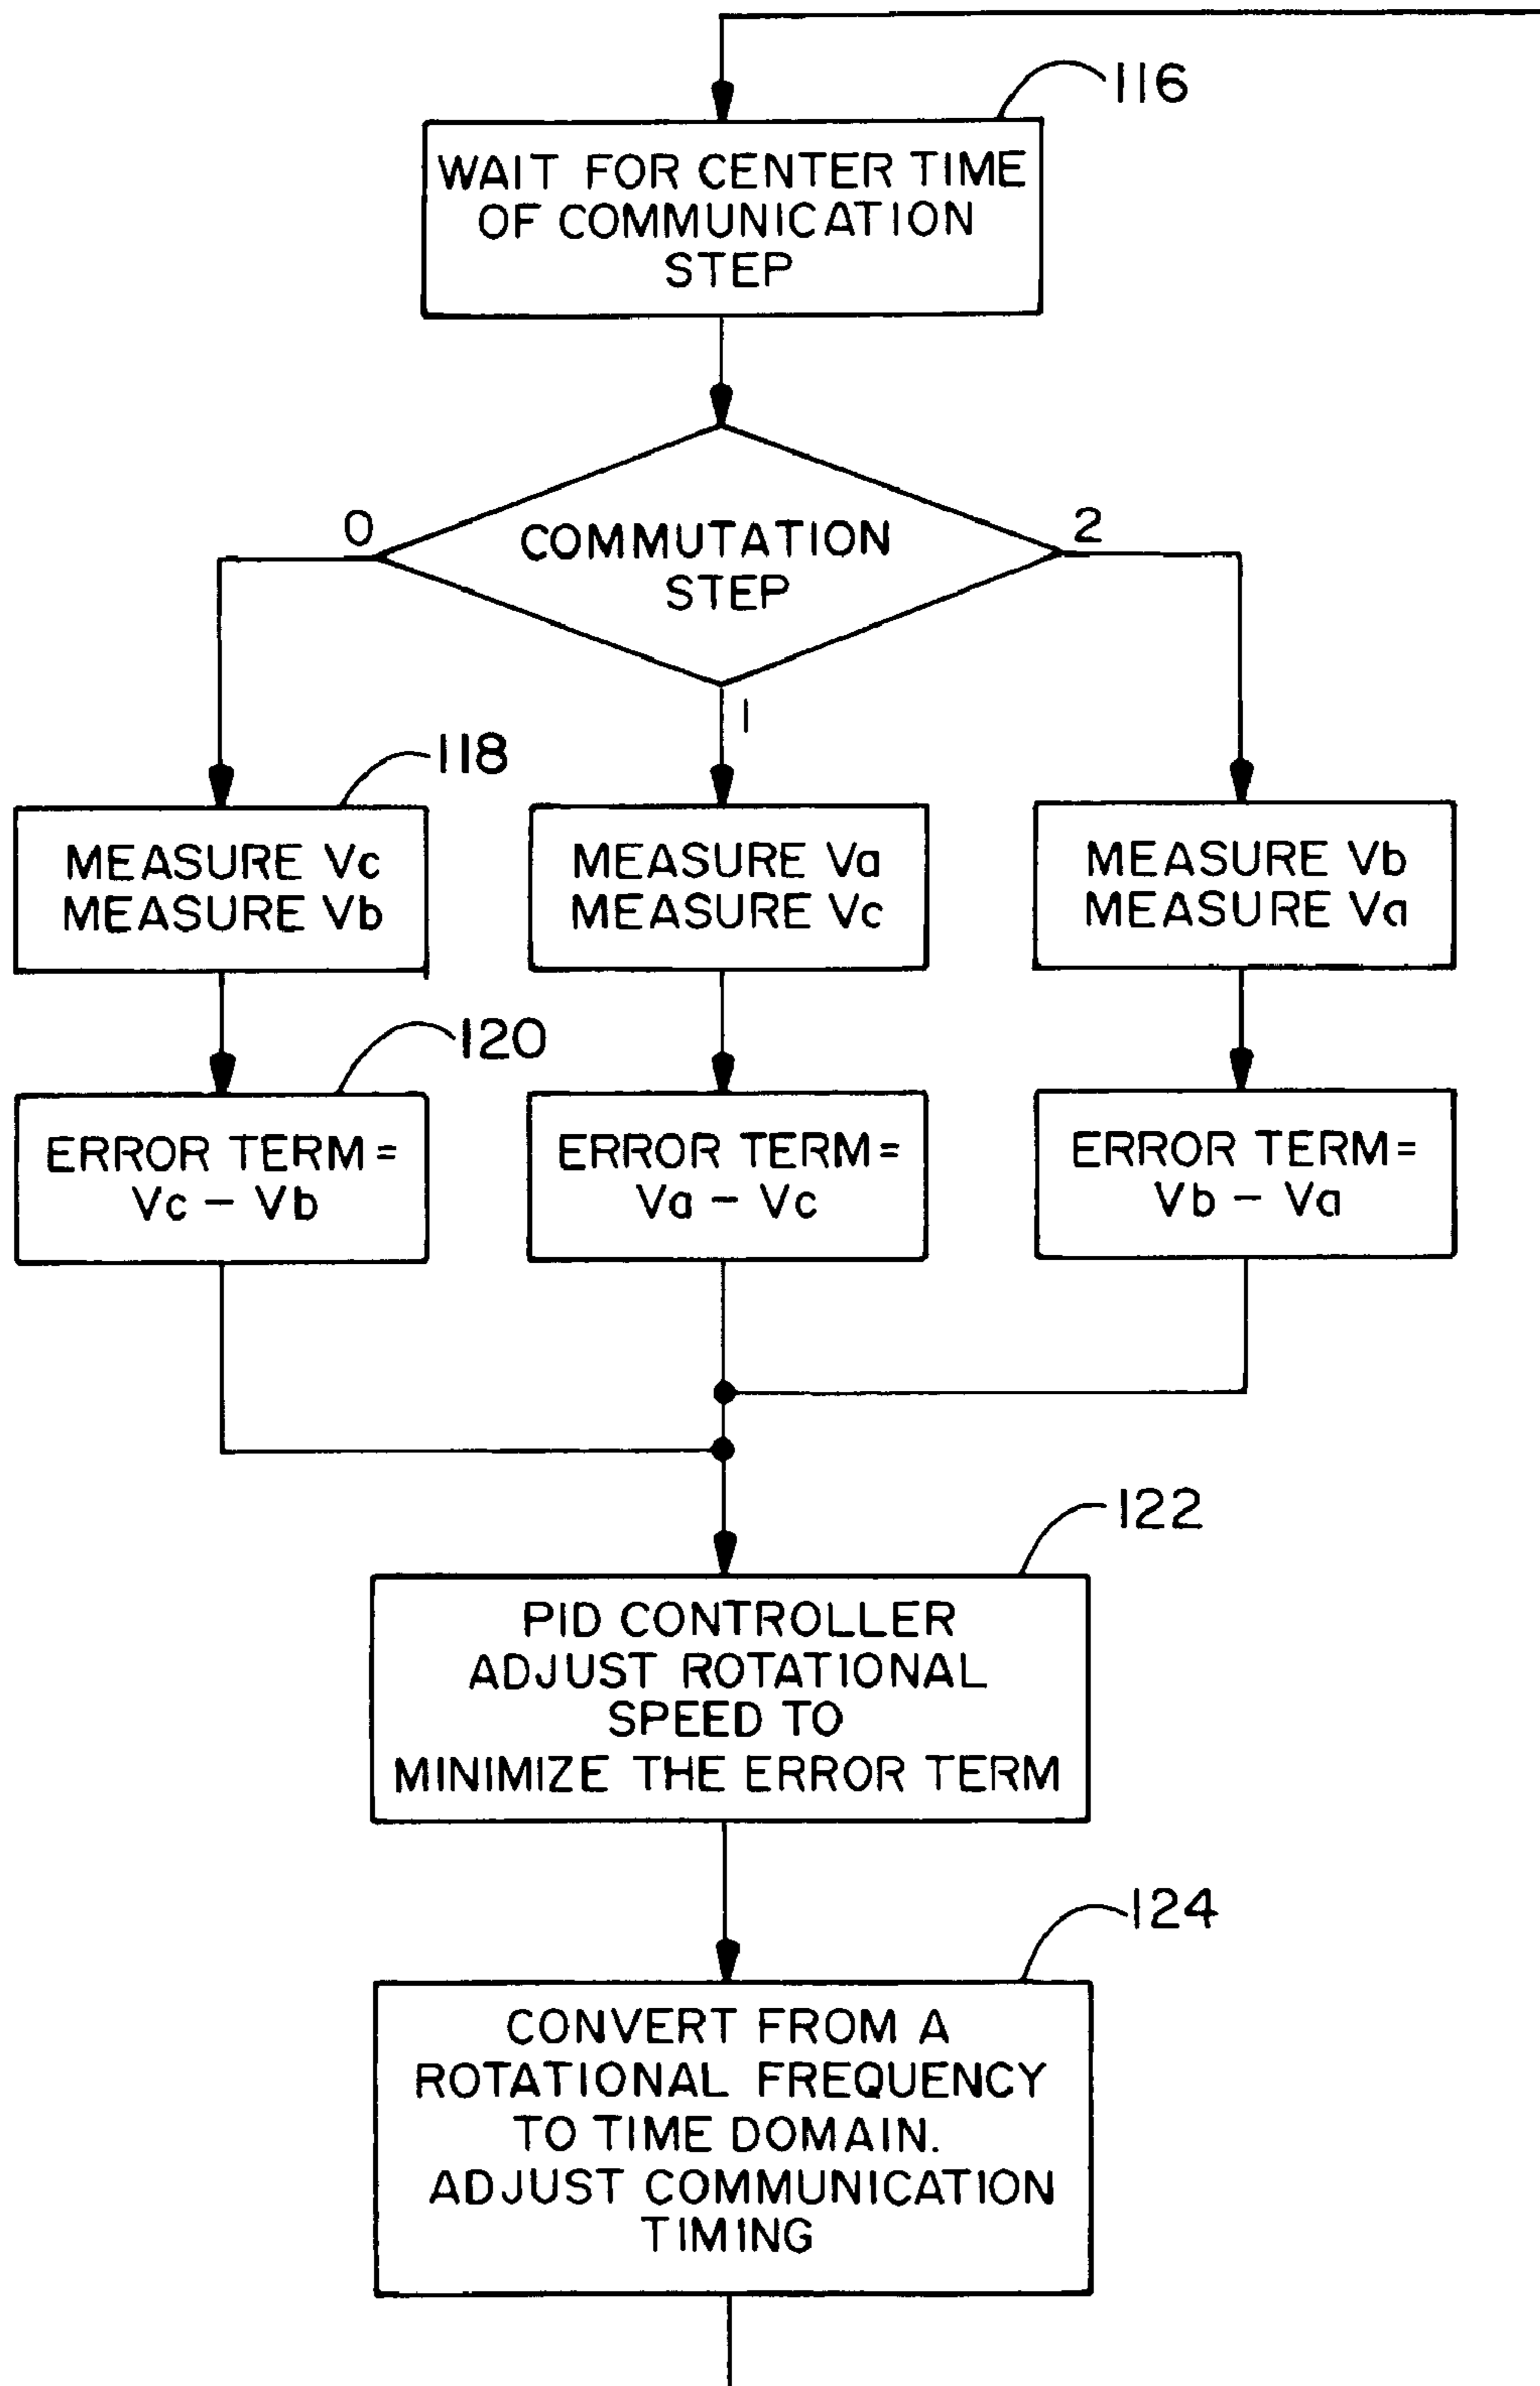 116
WAIT FOR CENTER TIME
OF COMMUNICATION
STEP
0
COMMUTATION
STEP
2
1
118
MEASURE Vc
MEASURE Vb
MEASURE Va
MEASURE Vc
MEASURE Vb
MEASURE Va
120
ERROR TERM =
Vc - Vb
ERROR TERM =
Va - Vc
ERROR TERM =
Vb - Va
122
PID CONTROLLER
ADJUST ROTATIONAL
SPEED TO
MINIMIZE THE ERROR TERM
124
CONVERT FROM A
ROTATIONAL FREQUENCY
TO TIME DOMAIN.
ADJUST COMMUNICATION
TIMING